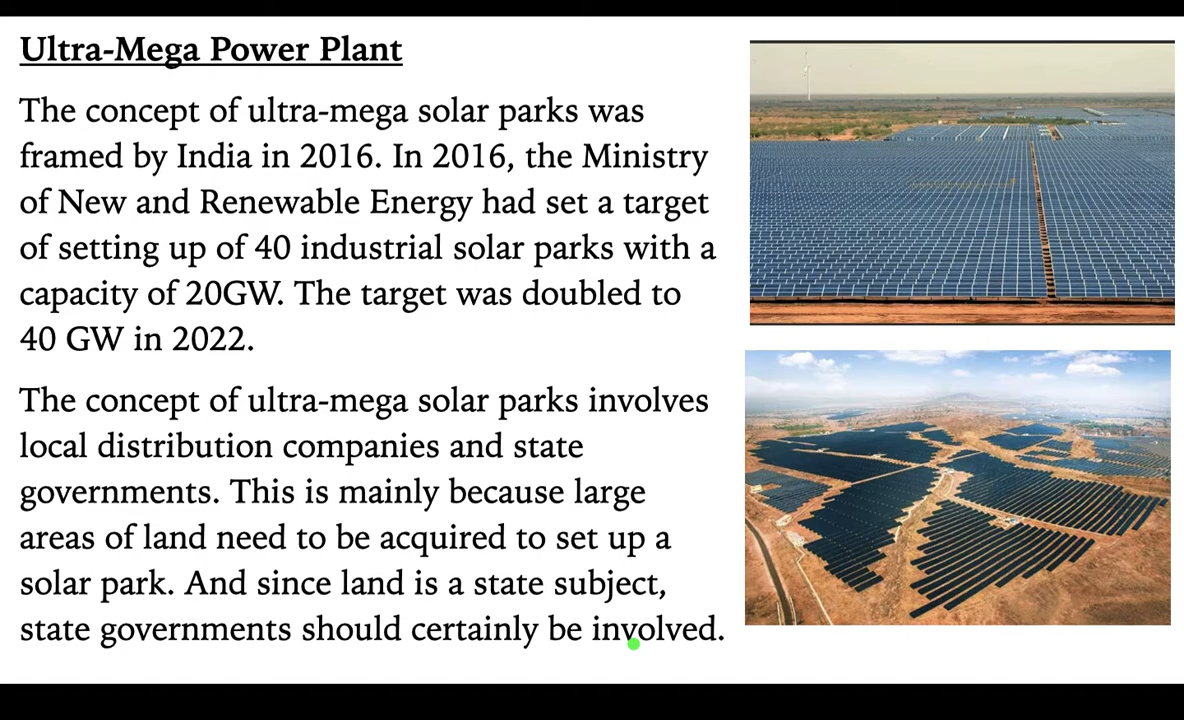 Ultra-Mega Power Plant
The concept of ultra-mega solar parks was
framed by India in 2016. In 2016, the Ministry
of New and Renewable Energy had set a target
of setting up of 40 industrial solar parks with a
capacity of 20GW. The target was doubled to
40 GW in 2022.
The concept of ultra-mega solar parks involves
local distribution companies and state
governments. This is mainly because large
areas of land need to be acquired to set up a
solar park. And since land is a state subject,
state governments should certainly be involved.